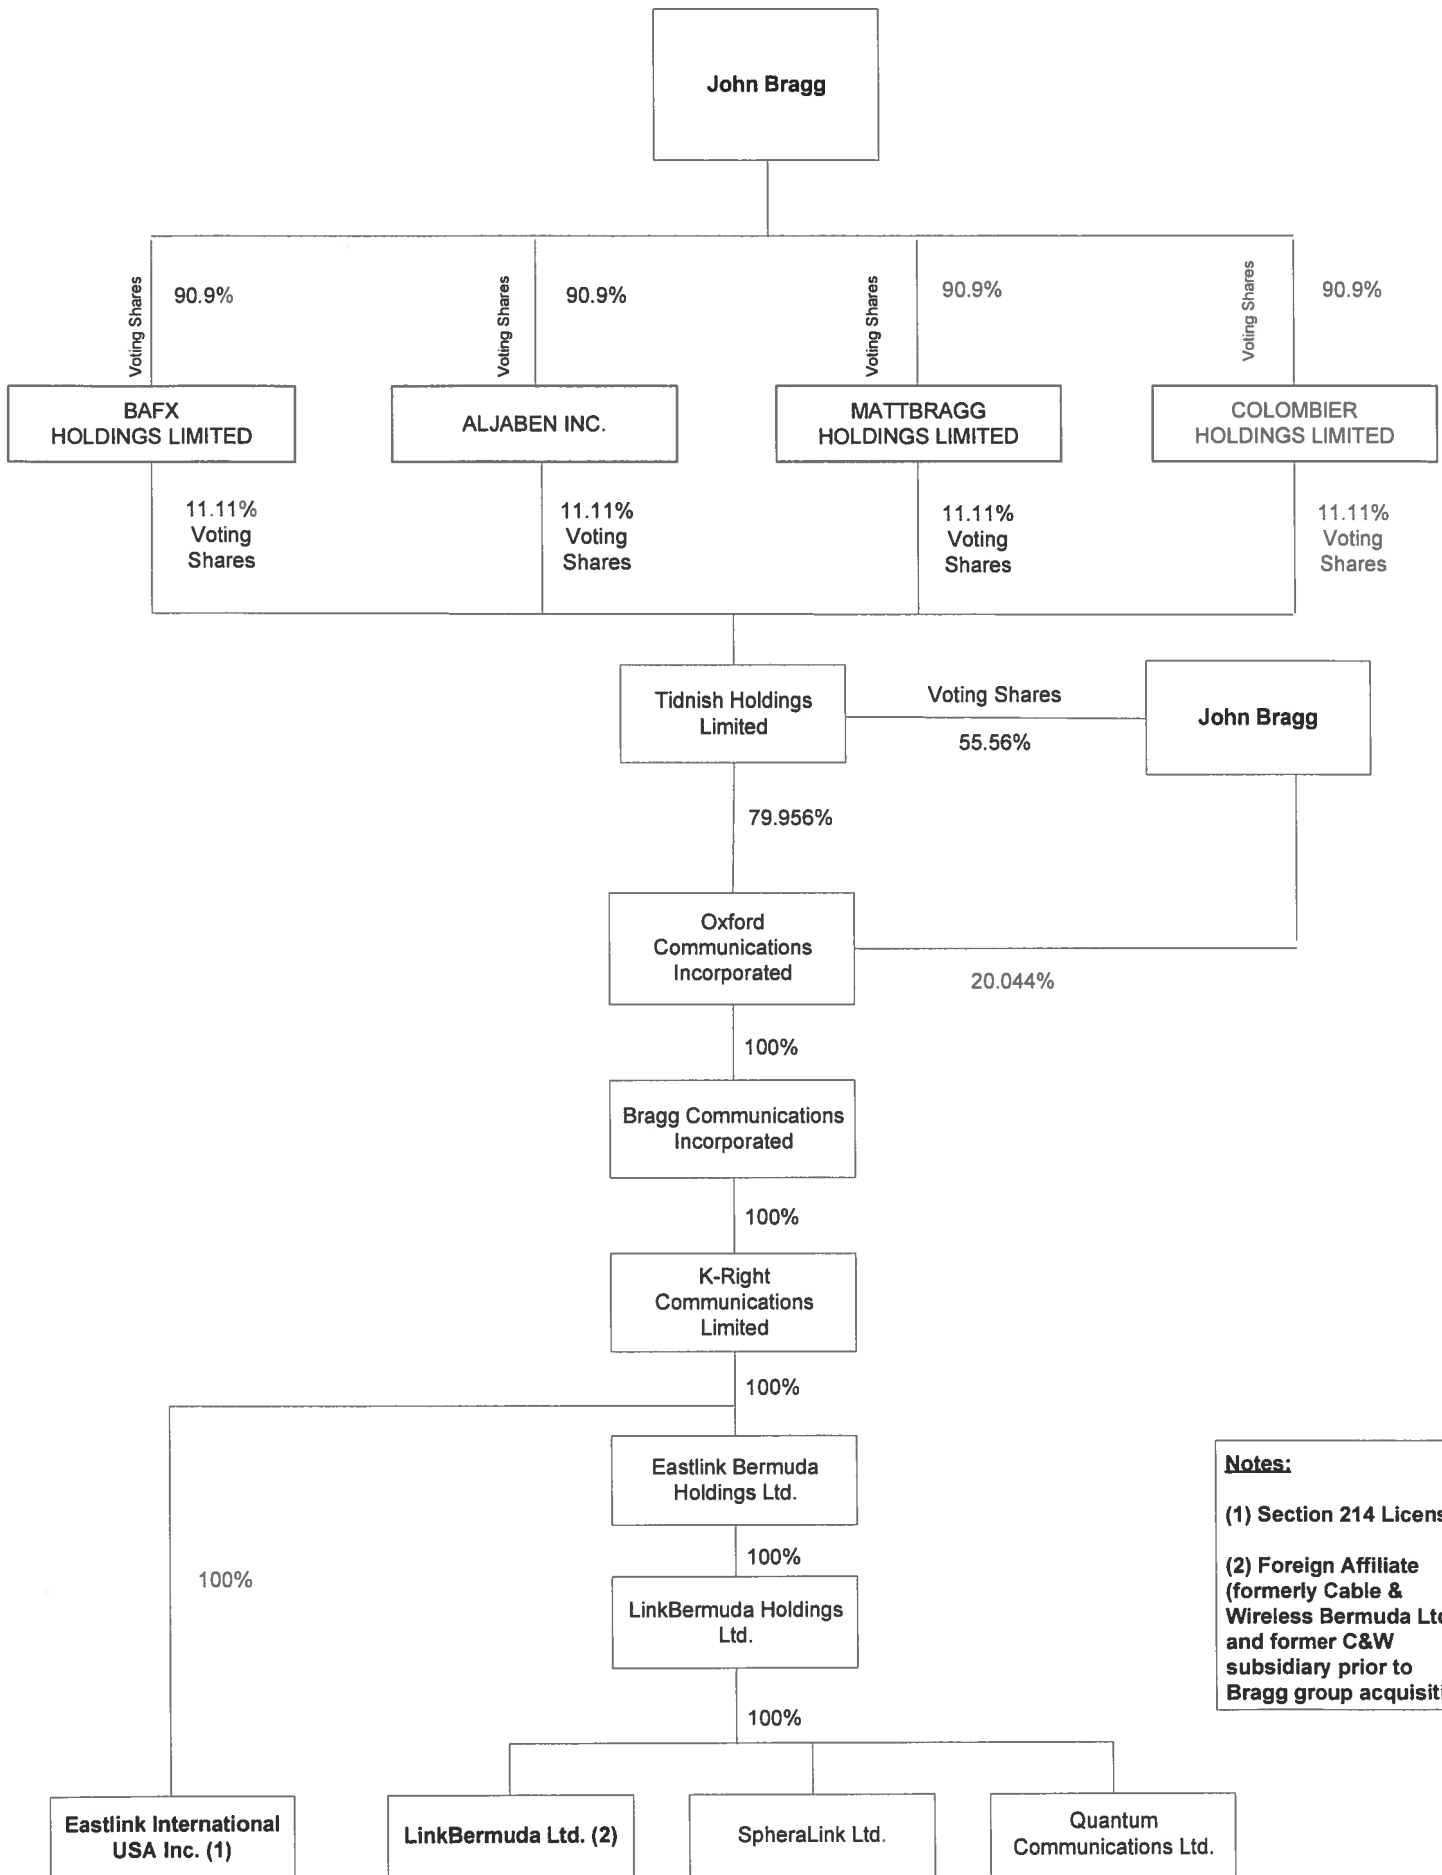 John Bragg
Voting Shares
90.9%
Voting Shares
90.9%
Voting Shares
90.9%
Voting Shares
90.9%
BAFX
HOLDINGS LIMITED
ALJABEN INC.
MATTBRAGG
HOLDINGS LIMITED
COLOMBIER
HOLDINGS LIMITED
11.11%
Voting
Shares
11.11%
Voting
Shares
11.11%
Voting
Shares
11.11%
Voting
Shares
Tidnish Holdings
Limited
Voting Shares
55.56%
John Bragg
79.956%
Oxford
Communications
Incorporated
20.044%
100%
Bragg Communications
Incorporated
100%
K-Right
Communications
Limited
100%
Eastlink Bermuda
Holdings Ltd.
100%
100%
LinkBermuda Holdings
Ltd.
100%
Notes:
(1) Section 214
(2) Foreign Affiliate
(formerly Cable &
Wireless Bermuda
and former C&W
subsidiary prior to
Bragg group
Eastlink International
USA Inc. (1)
LinkBermuda Ltd. (2)
SpheraLink Ltd.
Quantum
Communications Ltd.